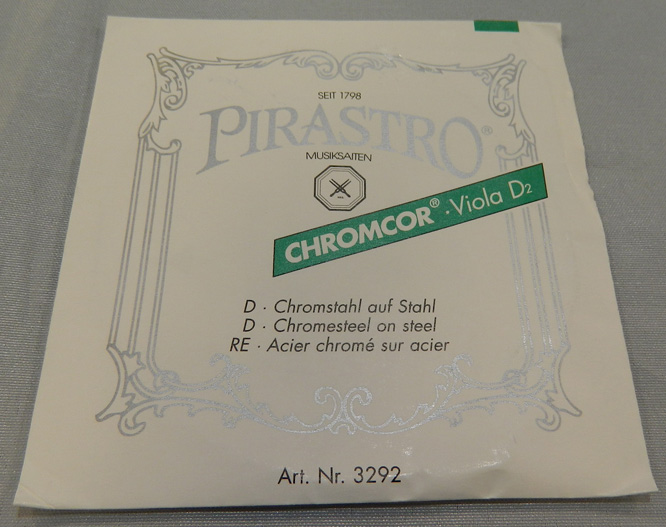 SEIT 1798
PIRASTRO®
MUSIKSAITEN
CHROMCOR® · Viola D2
D · Chromstahl auf Stahl
D · Chromesteel on steel
RE · Acier chromé sur acier
Art. Nr. 3292